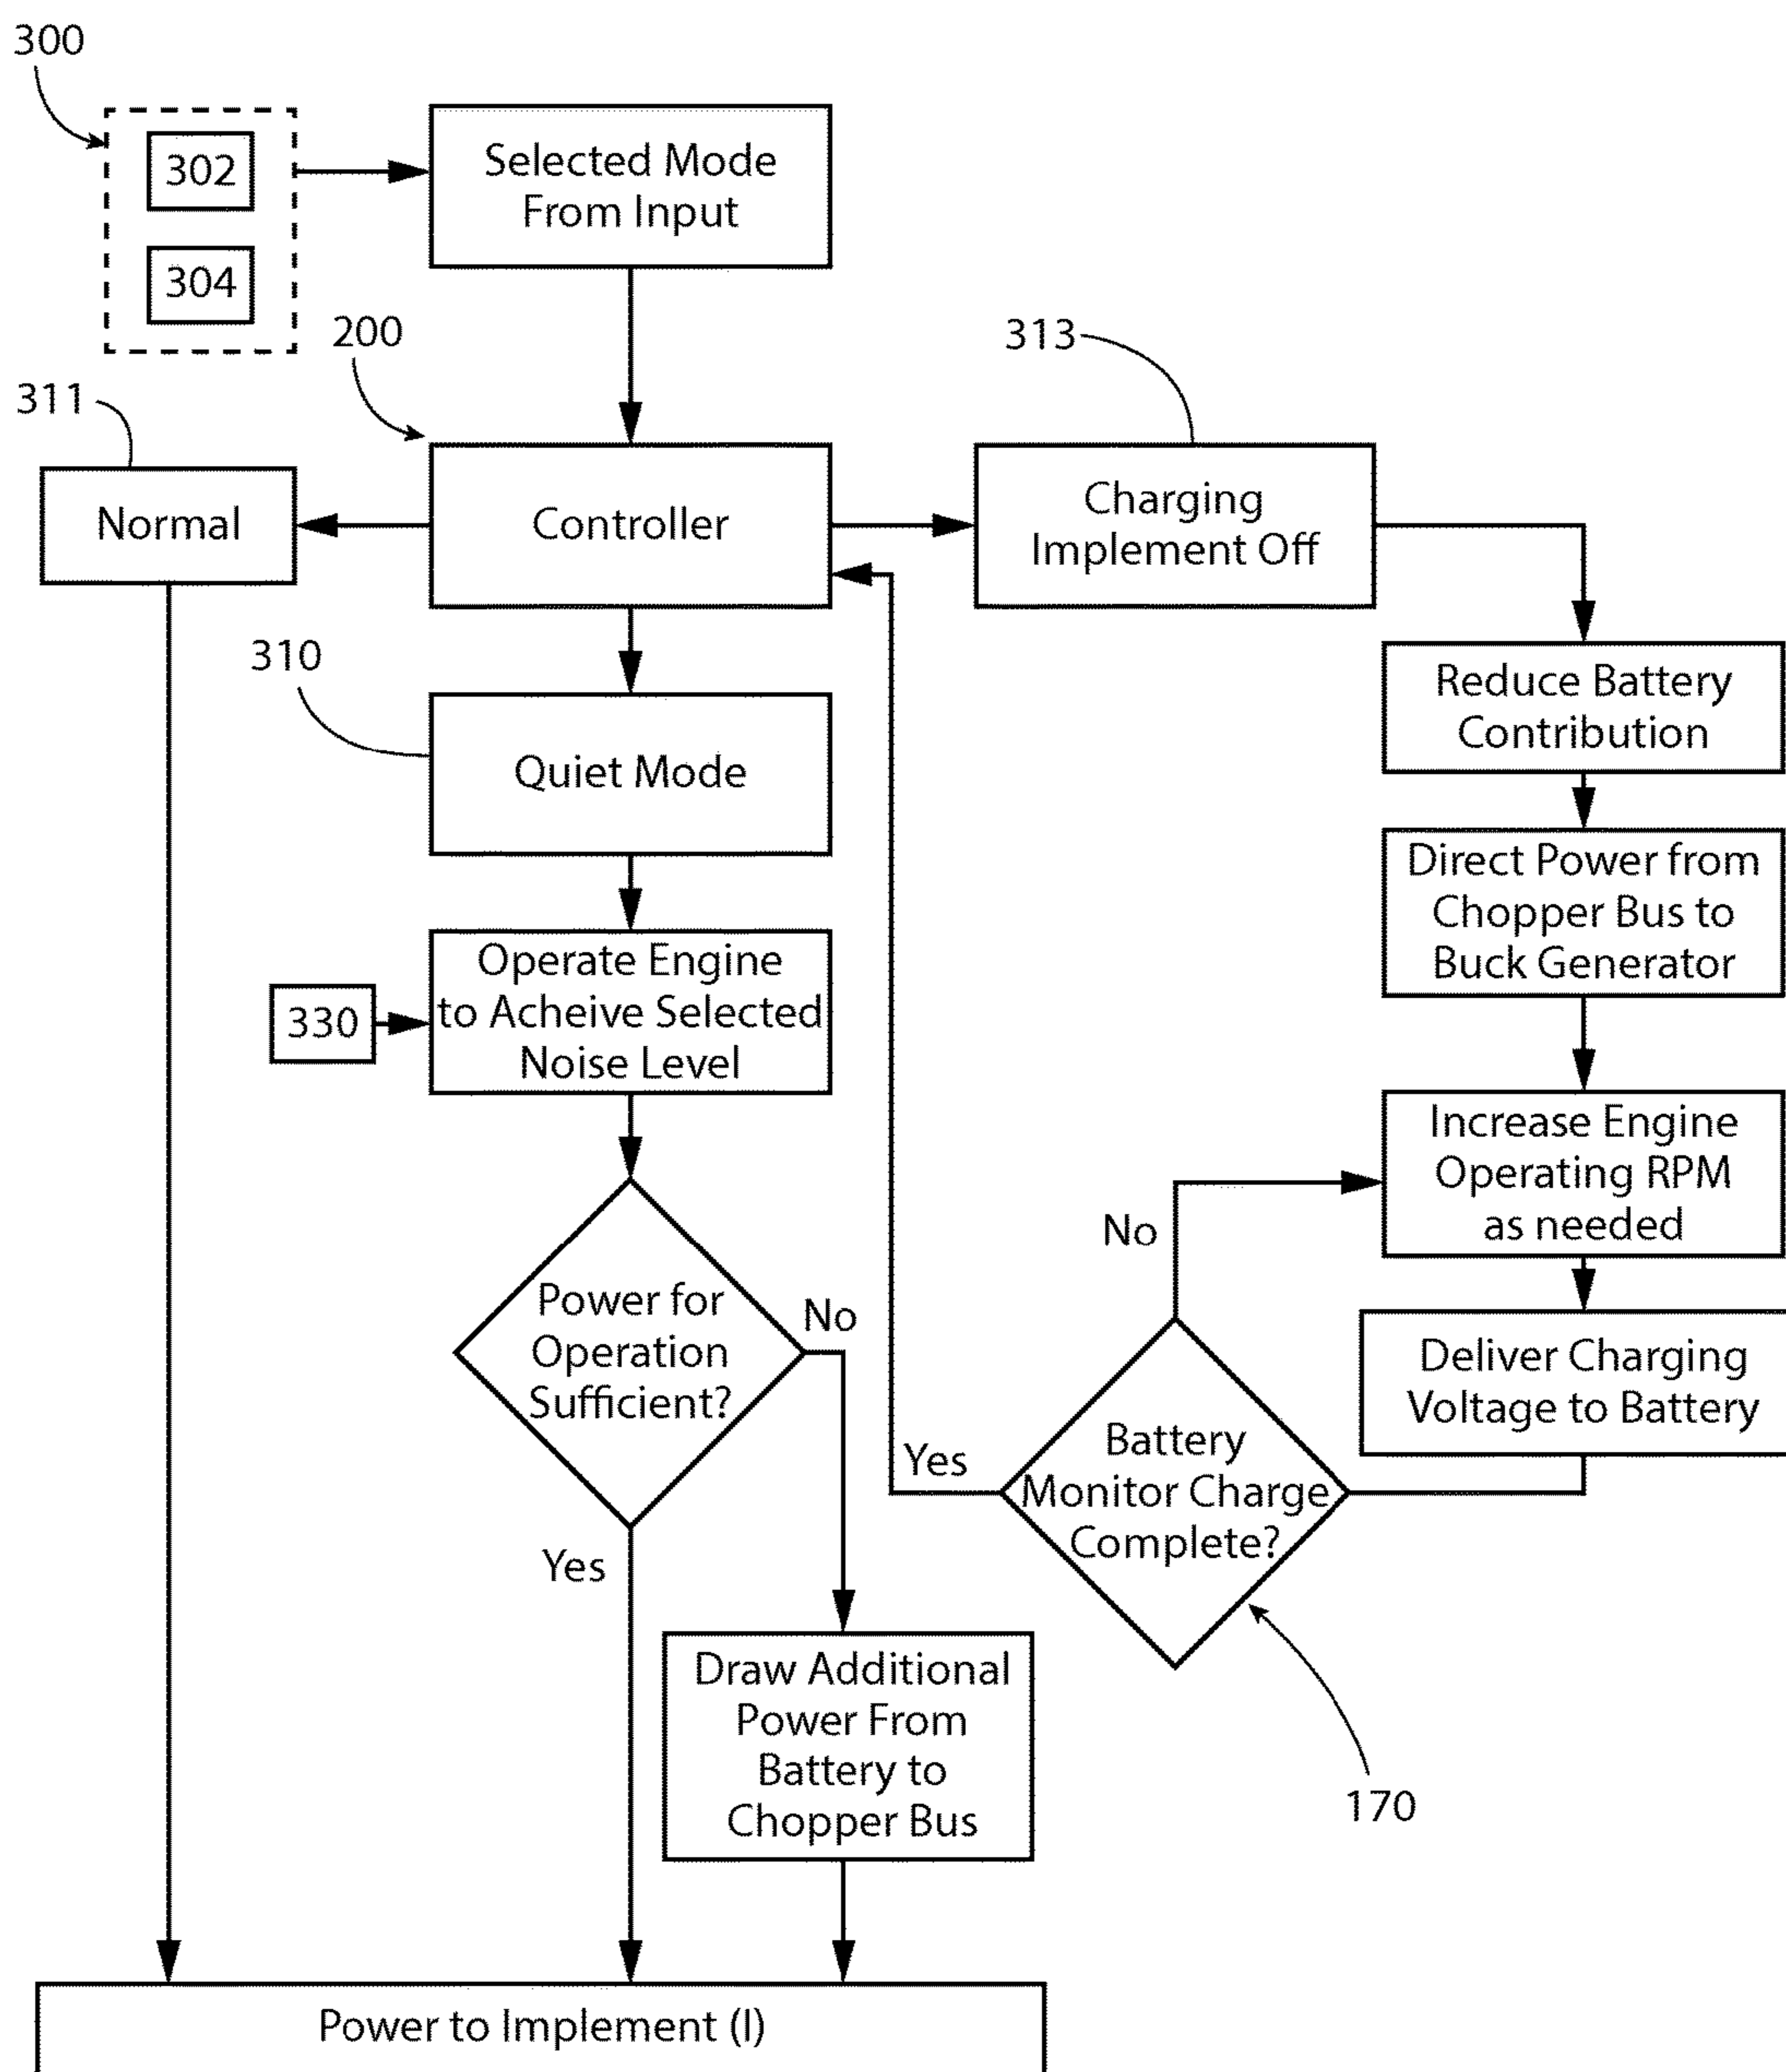 300
302
304
Selected Mode
From Input
200
313
311
Normal
Controller
Charging
Implement Off
310
Quiet Mode
Reduce Battery
Contribution
Direct Power from
Chopper Bus to
Buck Generator
330
Operate Engine
to Acheive Selected
Noise Level
Increase Engine
Operating RPM
as needed
No
Power for
Operation
Sufficient?
No
Yes
Deliver Charging
Voltage to Battery
Battery
Monitor Charge
Complete?
Yes
Draw Additional
Power From
Battery to
Chopper Bus
170
Power to Implement (I)